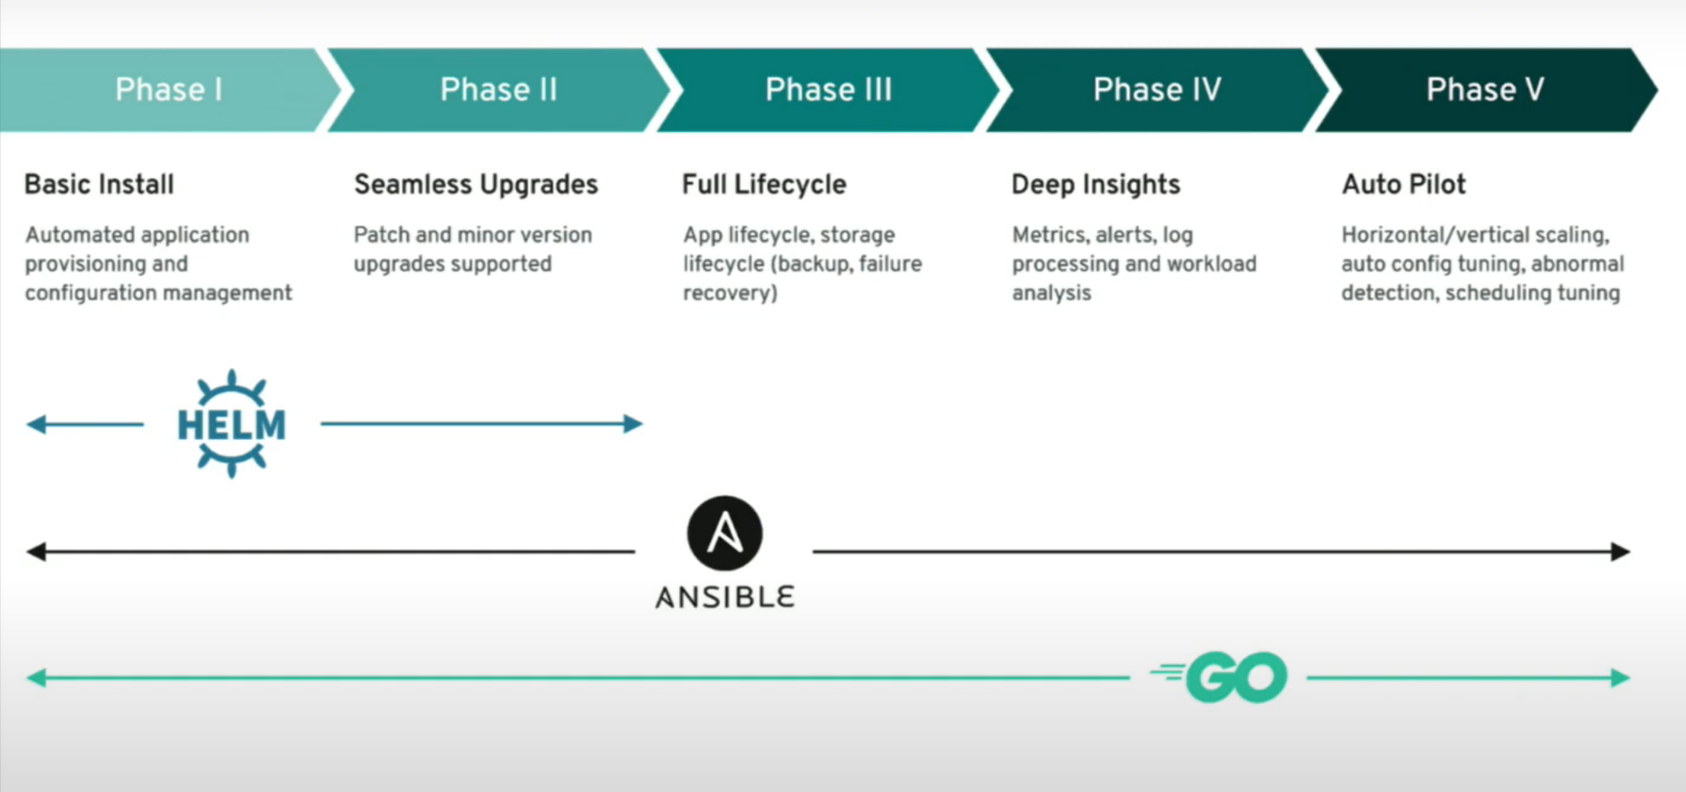 Phase I
Phase II
Phase III
Phase IV
Phase V
Basic Install
Automated application
provisioning and
configuration management
Seamless Upgrades
Patch and minor version
upgrades supported
Full Lifecycle
App lifecycle, storage
lifecycle (backup, failure
recovery)
Deep Insights
Metrics, alerts, log
processing and workload
analysis
Auto Pilot
Horizontal/vertical scaling,
auto config tuning, abnormal
detection, scheduling tuning
HELM
A
ANSIBLE
GO